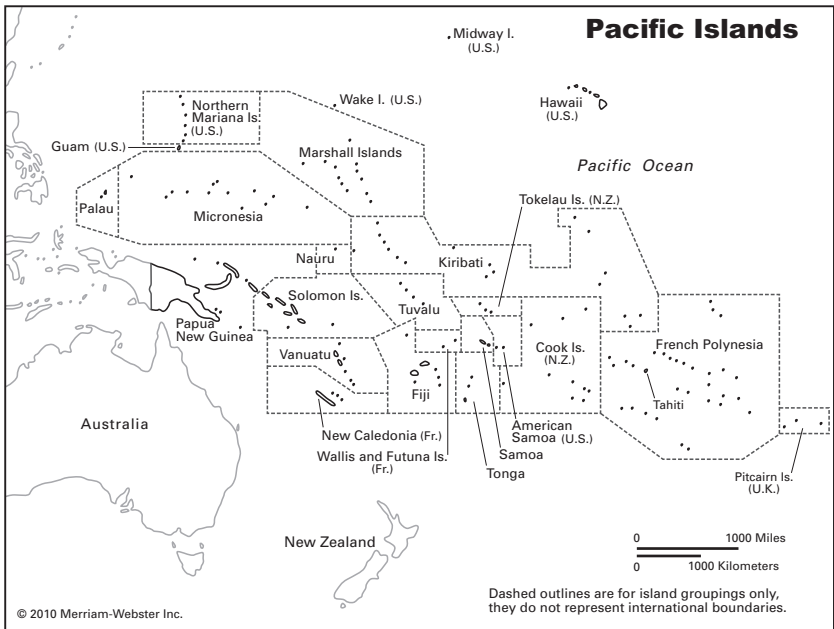 Pacific Islands
Midway I.
(U.S.)
Hawaii
(U.S.)
Wake I. (U.S.)
Northern
Mariana Is.
(U.S.)
Guam (U.S.)
Marshall Islands
Pacific Ocean
Palau
Micronesia
Tokelau Is. (N.Z.)
Nauru
Kiribati
Solomon Is.
Tuvalu
Papua
New Guinea
Vanuatu
Cook Is.
(N.Z.)
French Polynesia
Fiji
Tahiti
Australia
New Caledonia (Fr.)
American
Samoa (U.S.)
Wallis and Futuna Is.
(Fr.)
Samoa
Tonga
Pitcairn Is.
(U.K.)
New Zealand
0 1000 Miles
0 1000 Kilometers
Dashed outlines are for island groupings only,
they do not represent international boundaries.
© 2010 Merriam-Webster Inc.